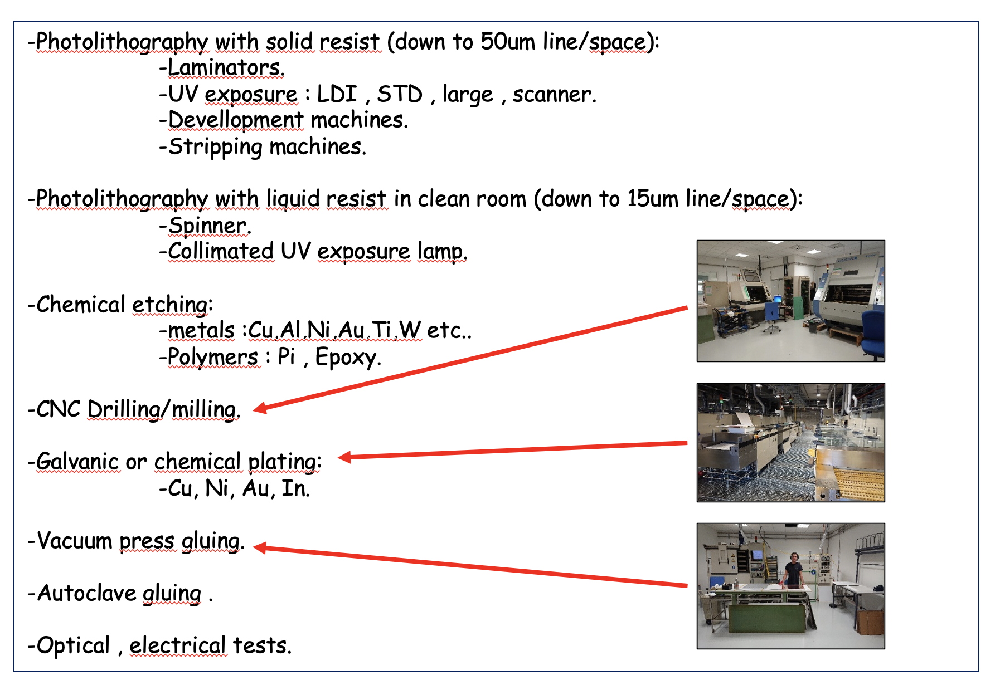 -Photolithography with solid resist (down to 50um line/space):
-Laminators.
-UV exposure : LDI , STD , large , scanner.
-Devellopment machines.
-Stripping machines.
-Photolithography with liquid resist in clean room (down to 15um line/space):
-Spinner.
-Collimated UV exposure lamp.
-Chemical etching:
-metals :Cu,Al,Ni,Au,Ti,W etc..
-Polymers : Pi , Epoxy.
-CNC Drilling/milling.
-Galvanic or chemical plating:
-Cu, Ni, Au, In.
-Vacuum press gluing.
-Autoclave gluing .
-Optical , electrical tests.